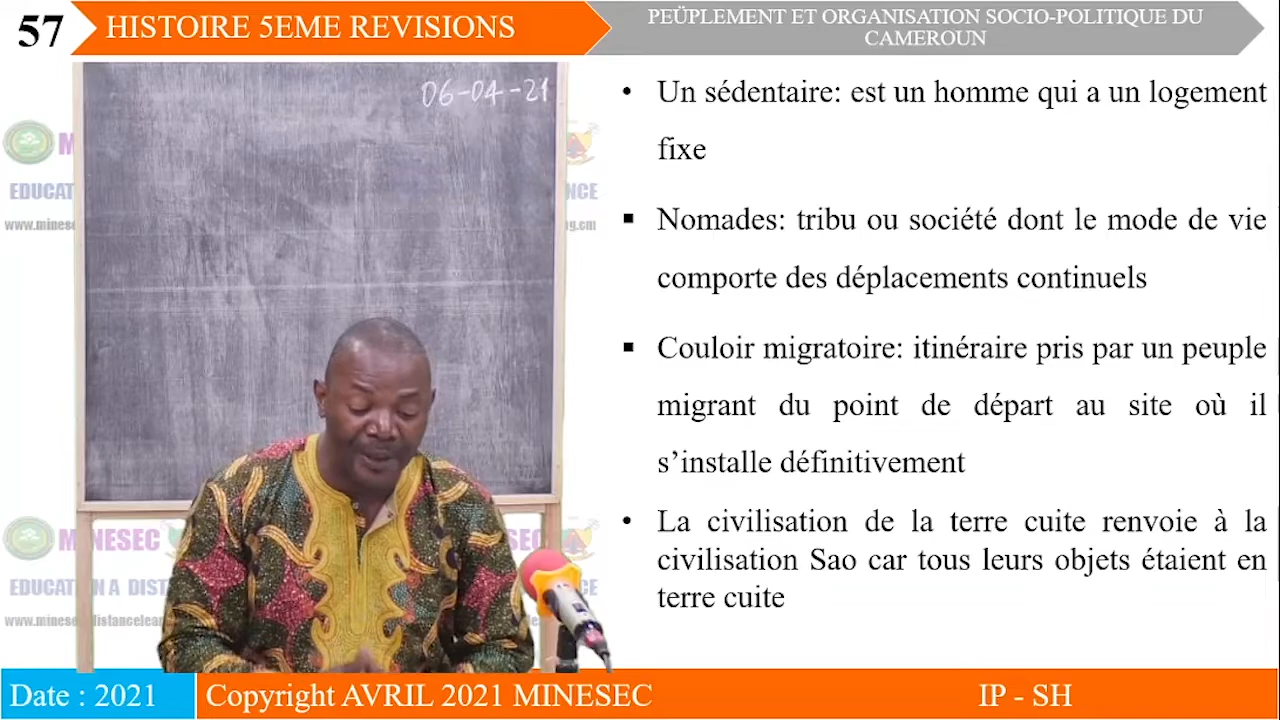 57
HISTOIRE 5EME REVISIONS
PEÜPLEMENT ET ORGANISATION SOCIO-POLITIQUE DU
CAMEROUN
06-04-21
• Un sédentaire: est un homme qui a un logement
fixe
▪ Nomades: tribu ou société dont le mode de vie
comporte des déplacements continuels
▪ Couloir migratoire: itinéraire pris par un peuple
migrant du point de départ au site où il
s’installe définitivement
• La civilisation de la terre cuite renvoie à la
civilisation Sao car tous leurs objets étaient en
terre cuite
MINESEC
Date : 2021
Copyright AVRIL 2021 MINESEC
IP - SH